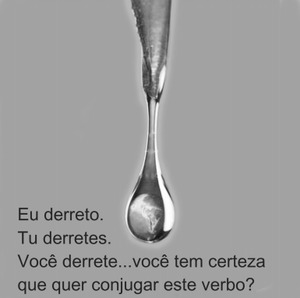 Eu derreto.
Tu derretes.
Você derrete...você tem certeza
que quer conjugar este verbo?